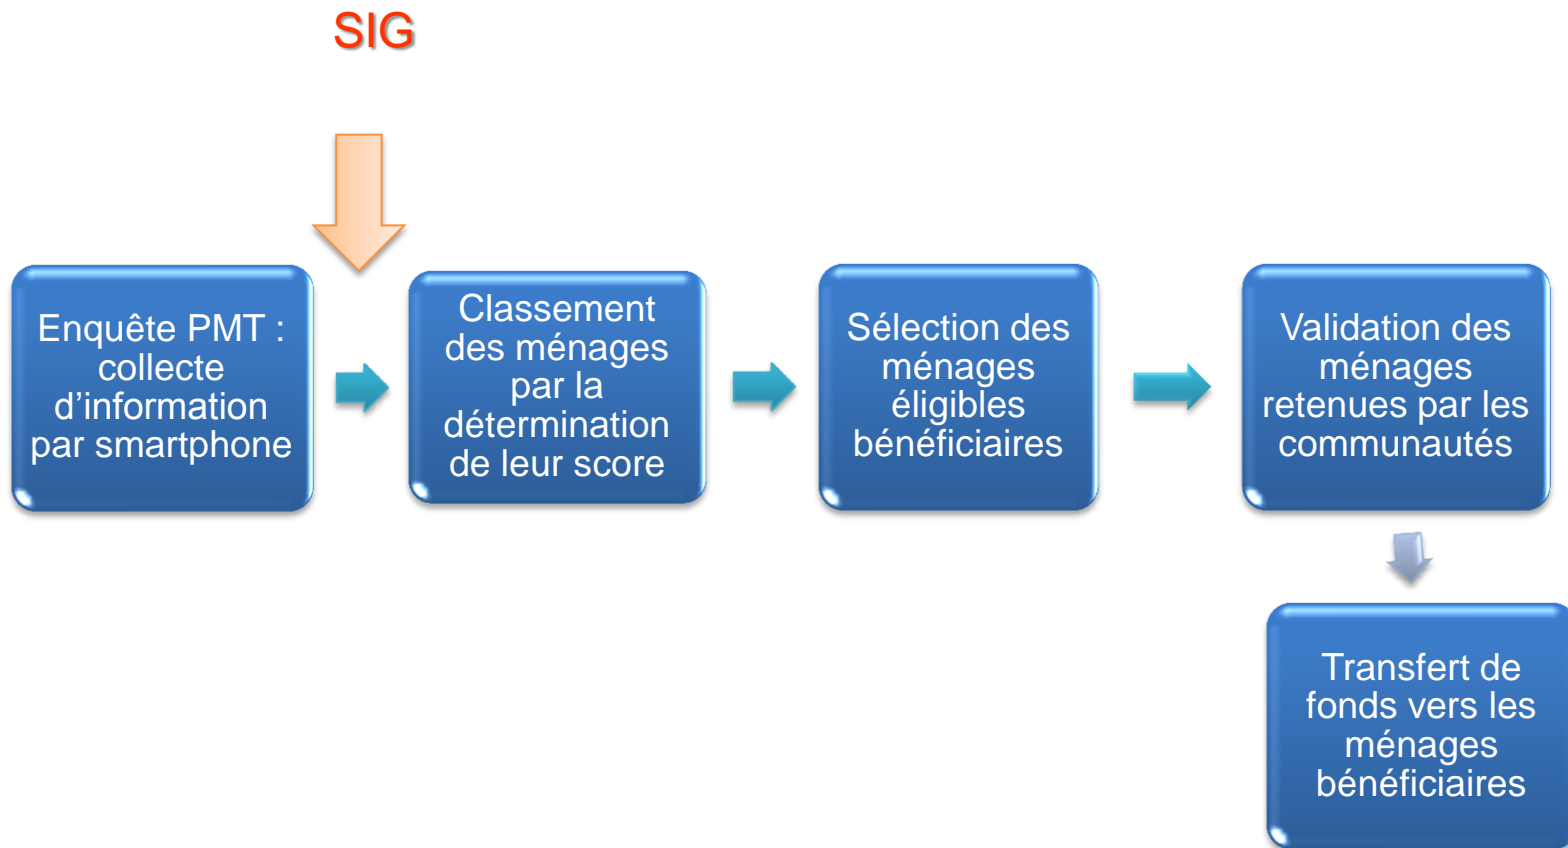 SIG
Enquête PMT :
collecte
d’information
par smartphone
Classement
des ménages
par la
détermination
de leur score
Sélection des
ménages
éligibles
bénéficiaires
Validation des
ménages
retenues par les
communautés
Transfert de
fonds vers les
ménages
bénéficiaires